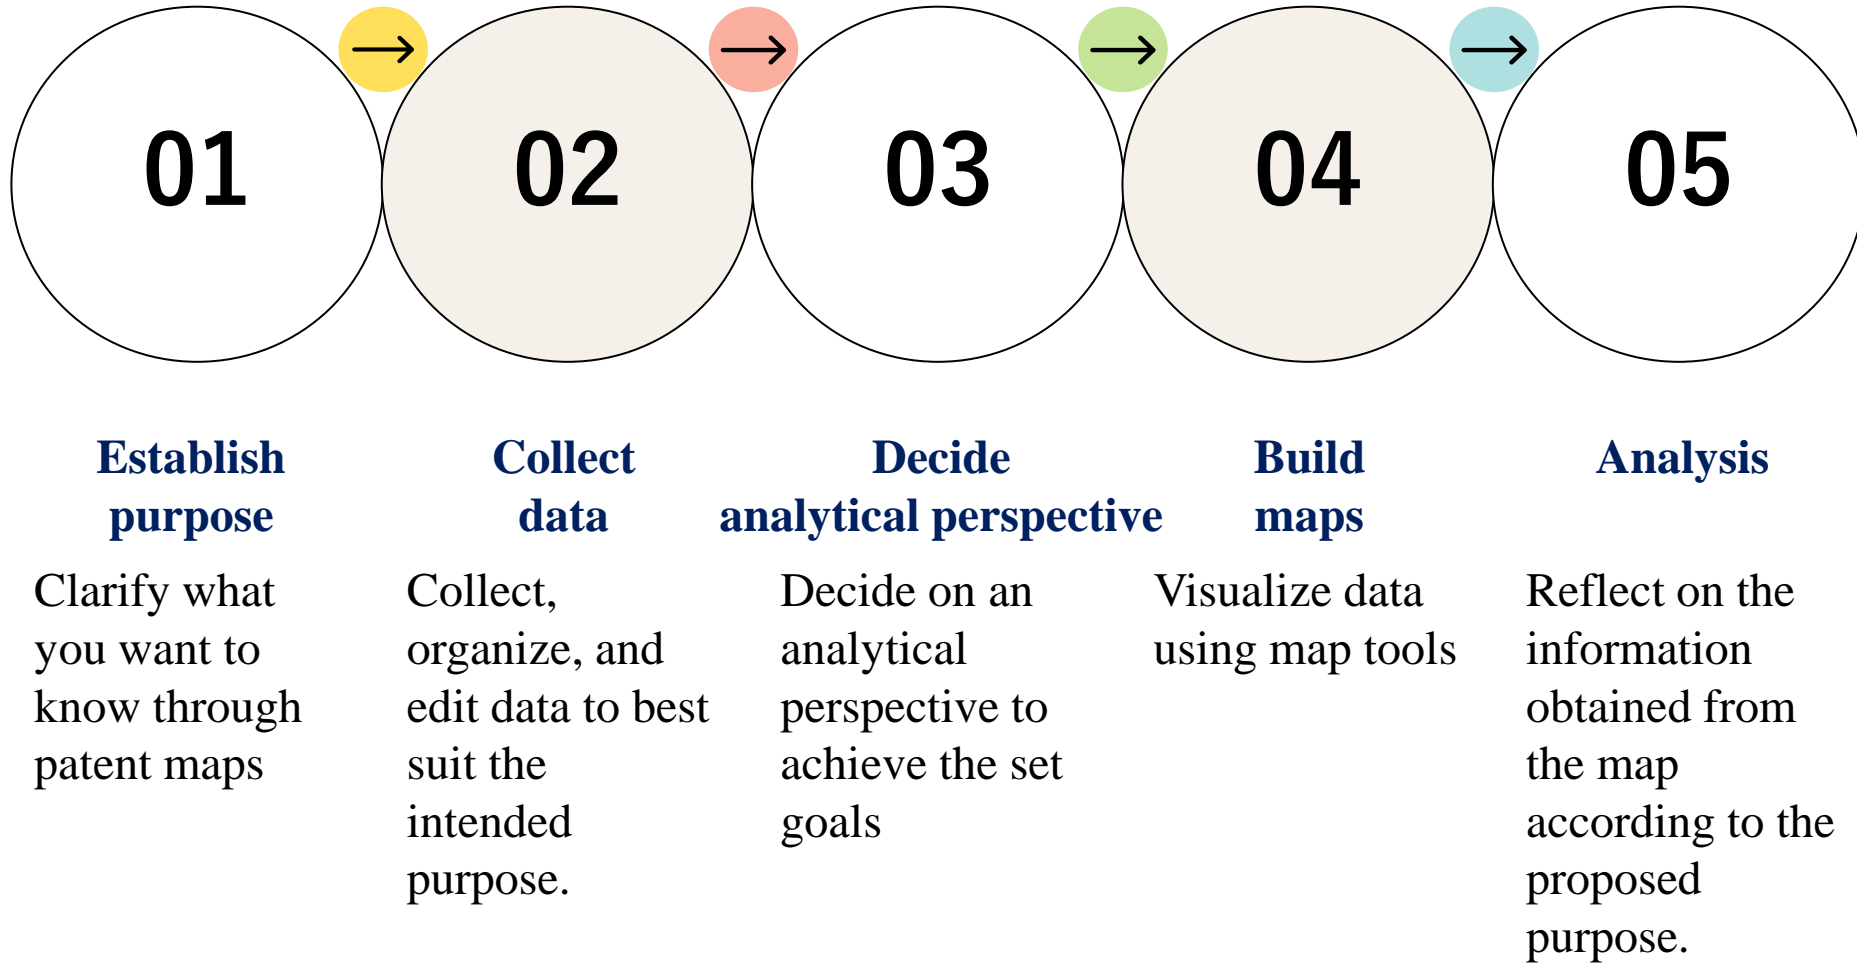 01
02
03
04
05
Establish
purpose
Clarify what
you want to
know through
patent maps
Collect
data
Collect,
organize, and
edit data to best
suit the
intended
purpose.
Decide
analytical perspective
Decide on an
analytical
perspective to
achieve the set
goals
Build
maps
Visualize data
using map tools
Analysis
Reflect on the
information
obtained from
the map
according to the
proposed
purpose.